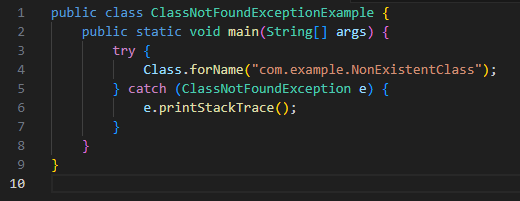 1 public class ClassNotFoundExceptionExample {
2     public static void main(String[] args) {
3         try {
4             Class.forName("com.example.NonExistentClass");
5         } catch (ClassNotFoundException e) {
6             e.printStackTrace();
7         }
8     }
9 }
10